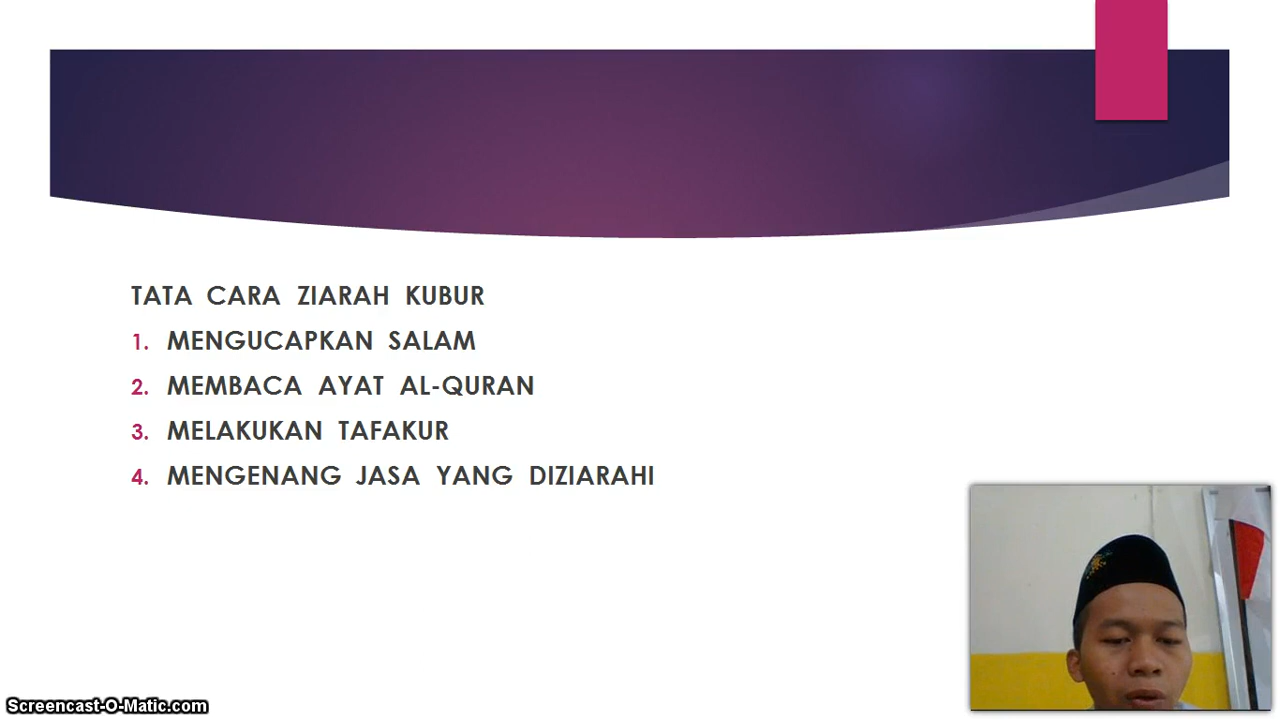 TATA CARA ZIARAH KUBUR
1. MENGUCAPKAN SALAM
2. MEMBACA AYAT AL-QURAN
3. MELAKUKAN TAFAKUR
4. MENGENANG JASA YANG DIZIARAHI
Screencast-O-Matic.com